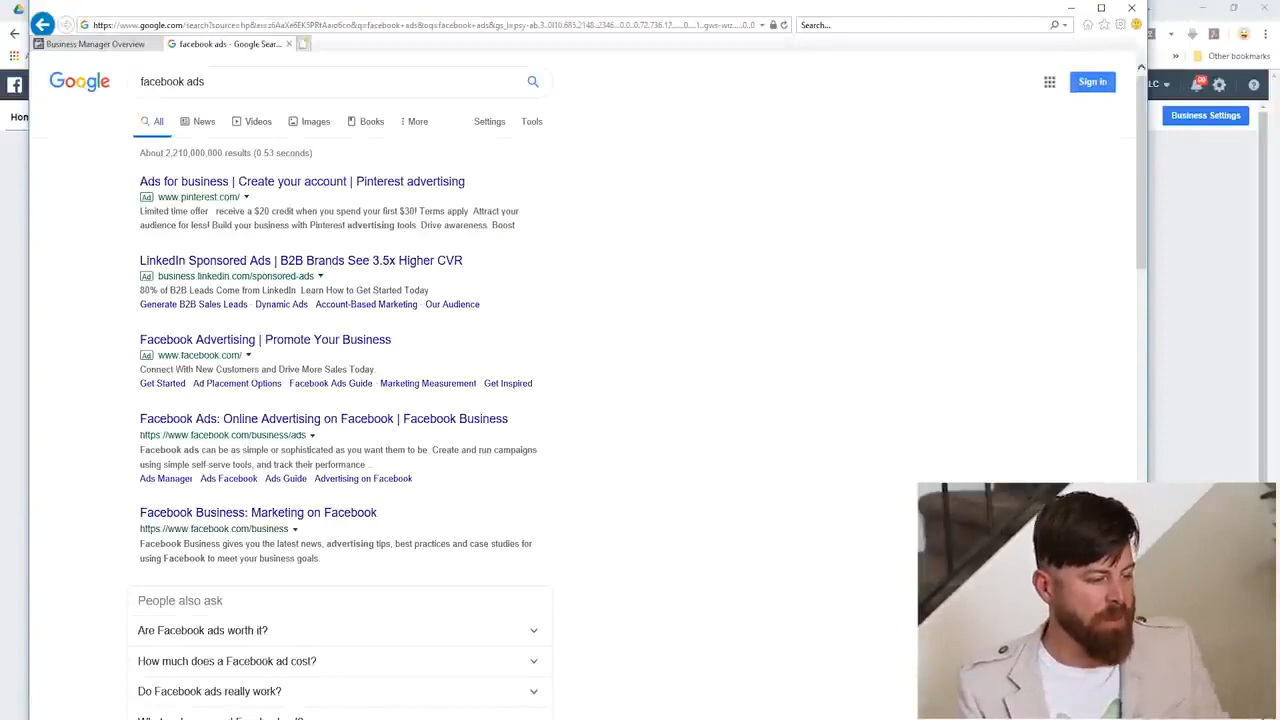 Search...
Business Manager Overview
facebook ads - Google Sear...
Other bookmarks
Google
facebook ads
Sign in
LC
Hom
Business Settings
All
News
Videos
Images
Books
More
Settings
Tools
About 2,210,000,000 results (0.53 seconds)
Ads for business | Create your account | Pinterest advertising
Ad www.pinterest.com/
Limited time offer receive a $20 credit when you spend your first $30! Terms apply Attract your
audience for less! Build your business with Pinterest advertising tools. Drive awareness. Boost
LinkedIn Sponsored Ads | B2B Brands See 3.5x Higher CVR
Ad business.linkedin.com/sponsored-ads
80% of B2B Leads Come from LinkedIn Learn How to Get Started Today
Generate B2B Sales Leads · Dynamic Ads · Account-Based Marketing · Our Audience
Facebook Advertising | Promote Your Business
Ad www.facebook.com/
Connect With New Customers and Drive More Sales Today.
Get Started Ad Placement Options Facebook Ads Guide · Marketing Measurement Get Inspired
Facebook Ads: Online Advertising on Facebook | Facebook Business
https://www.facebook.com/business/ads
Facebook ads can be as simple or sophisticated as you want them to be. Create and run campaigns
using simple self-serve tools, and track their performance ...
Ads Manager Ads Facebook Ads Guide Advertising on Facebook
Facebook Business: Marketing on Facebook
https://www.facebook.com/business
Facebook Business gives you the latest news, advertising tips, best practices and case studies for
using Facebook to meet your business goals.
People also ask
Are Facebook ads worth it?
How much does a Facebook ad cost?
Do Facebook ads really work?